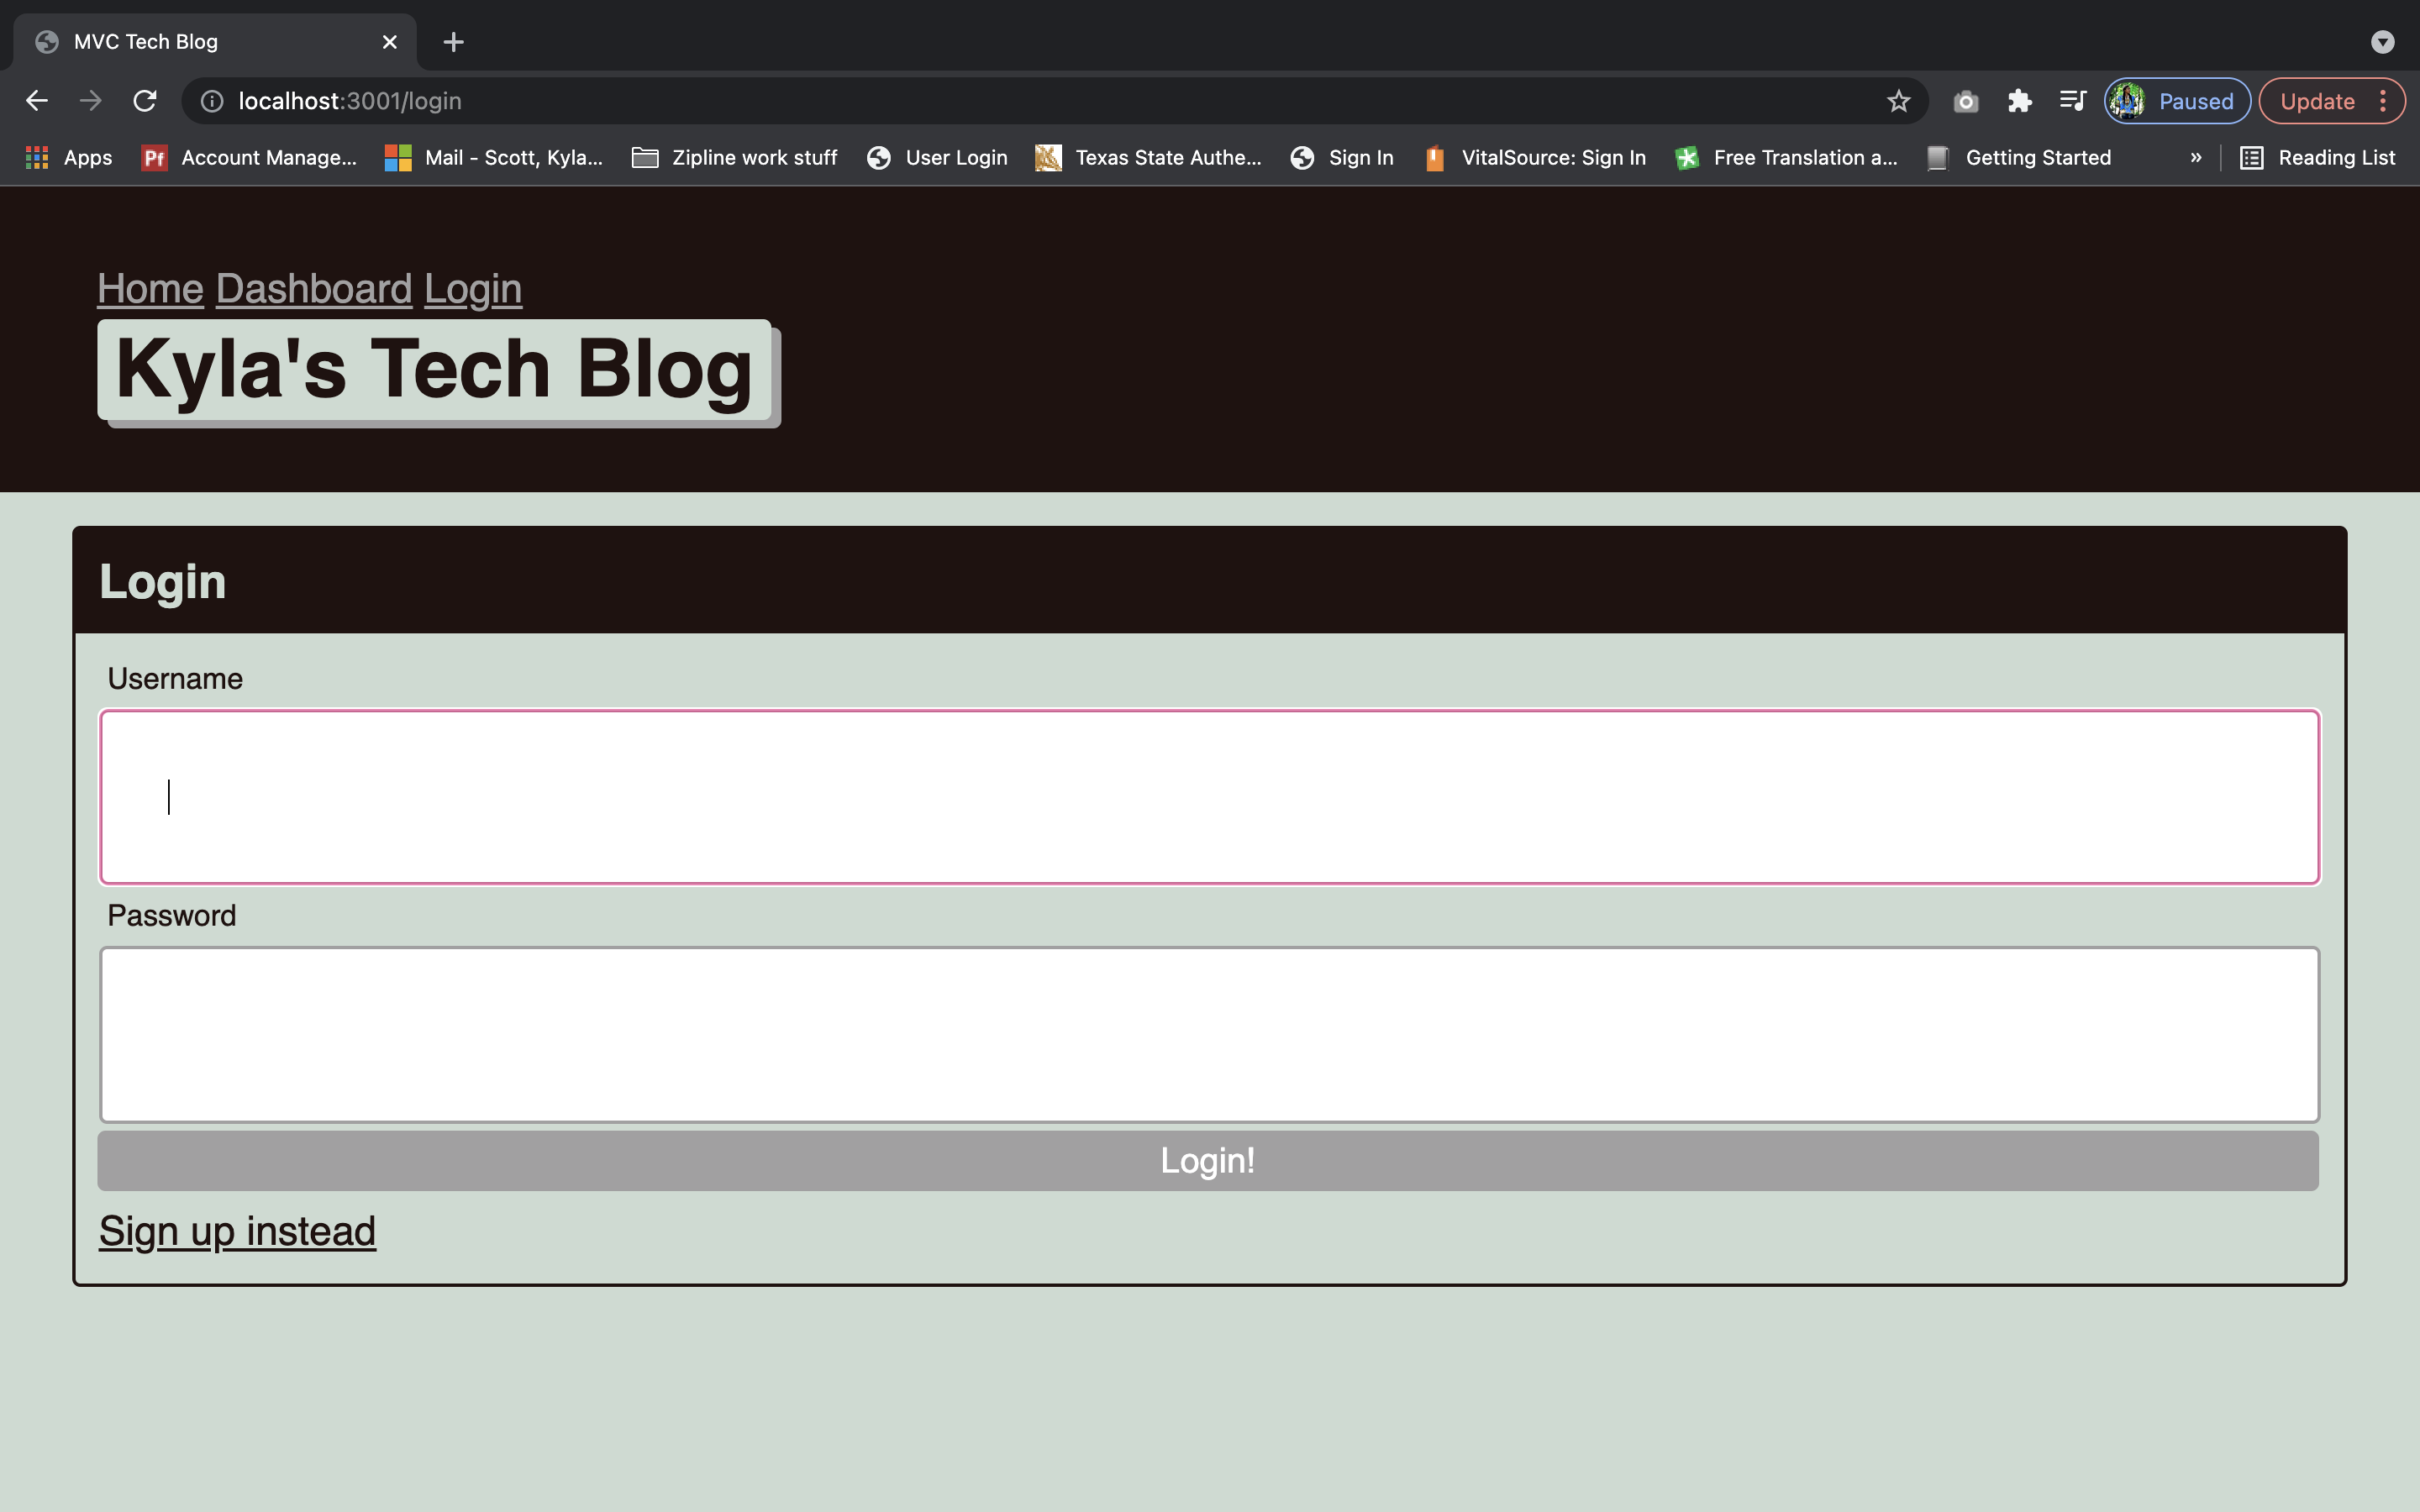 MVC Tech Blog
localhost:3001/login
Paused
Update
Apps
Pf Account Manage...
Mail - Scott, Kyla...
Zipline work stuff
User Login
Texas State Authe...
Sign In
VitalSource: Sign In
Free Translation a...
Getting Started
»
Reading List
Home Dashboard Login
Kyla's Tech Blog
Login
Username
Password
Login!
Sign up instead